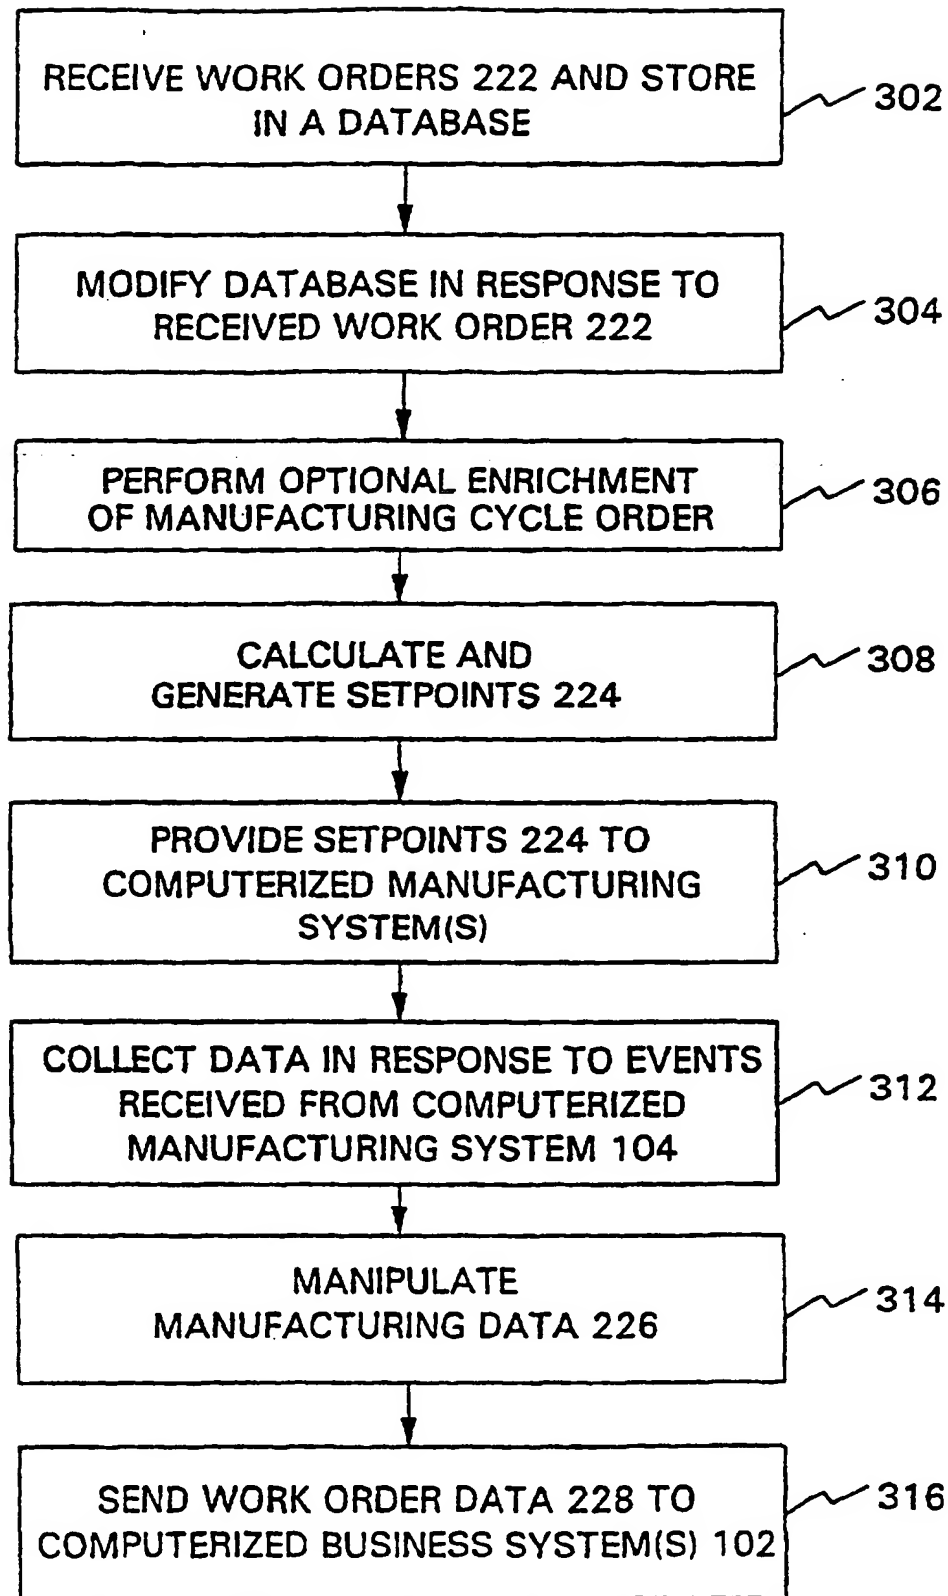 RECEIVE WORK ORDERS 222 AND STORE
IN A DATABASE
302
MODIFY DATABASE IN RESPONSE TO
RECEIVED WORK ORDER 222
304
PERFORM OPTIONAL ENRICHMENT
OF MANUFACTURING CYCLE ORDER
306
CALCULATE AND
GENERATE SETPOINTS 224
308
PROVIDE SETPOINTS 224 TO
COMPUTERIZED MANUFACTURING
SYSTEM(S)
310
COLLECT DATA IN RESPONSE TO EVENTS
RECEIVED FROM COMPUTERIZED
MANUFACTURING SYSTEM 104
312
MANIPULATE
MANUFACTURING DATA 226
314
SEND WORK ORDER DATA 228 TO
COMPUTERIZED BUSINESS SYSTEM(S) 102
316